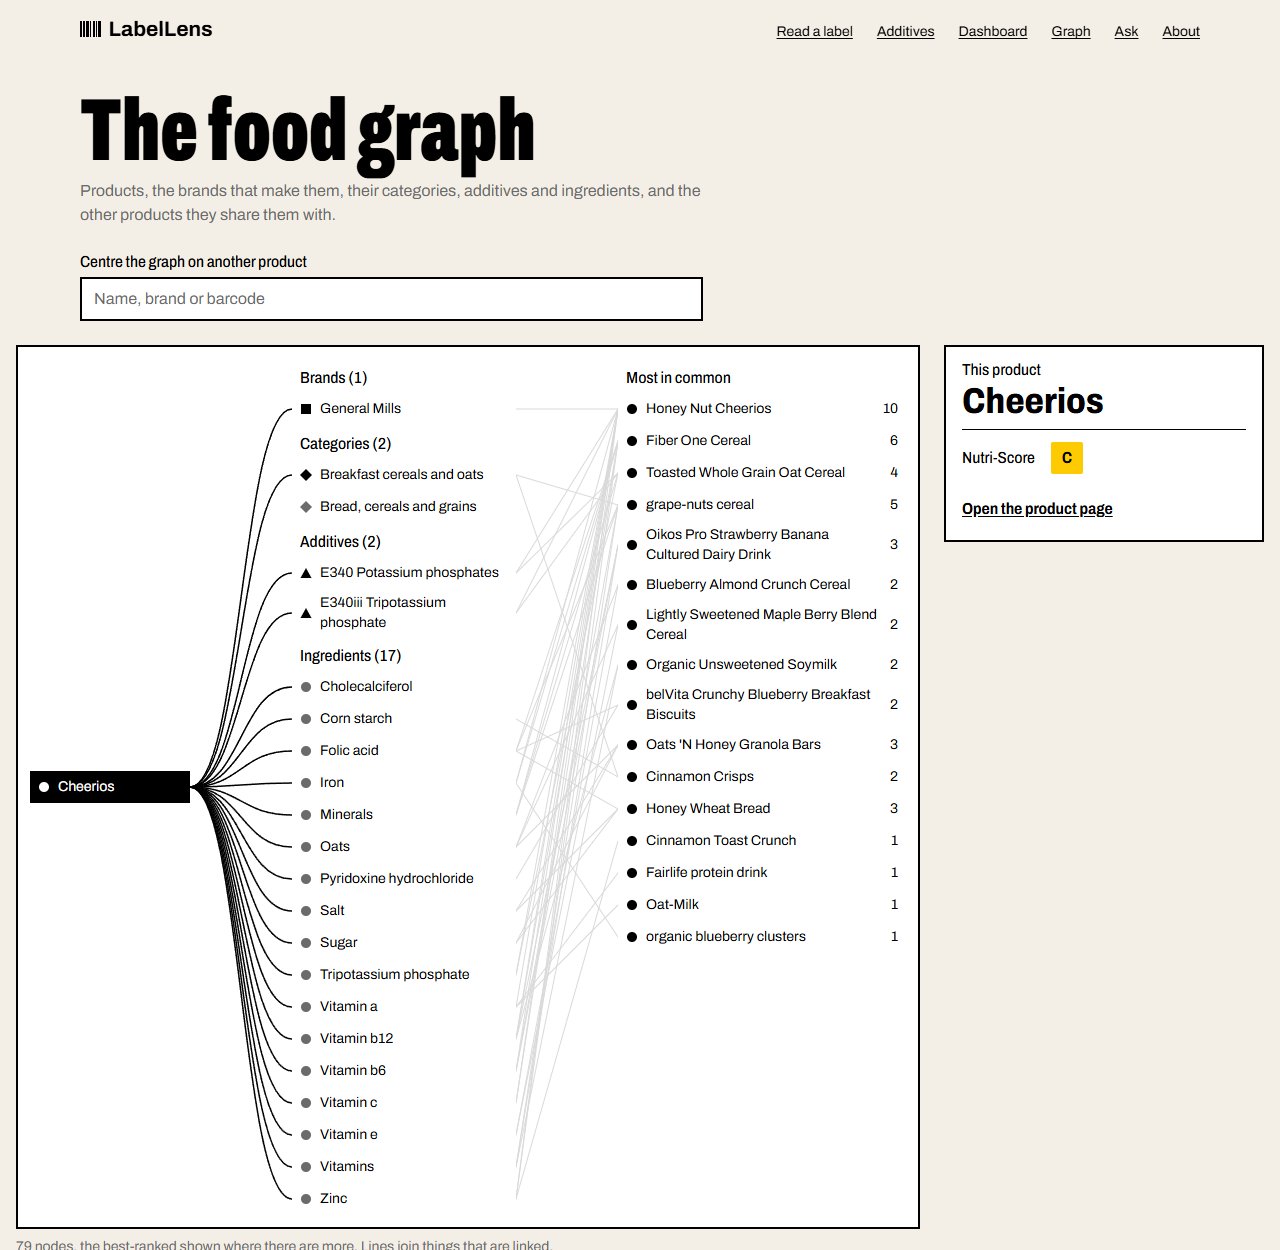 LabelLens
Read a label
Additives
Dashboard
Graph
Ask
About
The food graph
Products, the brands that make them, their categories, additives and ingredients, and the
other products they share them with.
Centre the graph on another product
Name, brand or barcode
Cheerios
Brands (1)
General Mills
Categories (2)
Breakfast cereals and oats
Bread, cereals and grains
Additives (2)
E340 Potassium phosphates
E340iii Tripotassium
phosphate
Ingredients (17)
Cholecalciferol
Corn starch
Folic acid
Iron
Minerals
Oats
Pyridoxine hydrochloride
Salt
Sugar
Tripotassium phosphate
Vitamin a
Vitamin b12
Vitamin b6
Vitamin c
Vitamin e
Vitamins
Zinc
Most in common
Honey Nut Cheerios 10
Fiber One Cereal 6
Toasted Whole Grain Oat Cereal 4
grape-nuts cereal 5
Oikos Pro Strawberry Banana
Cultured Dairy Drink 3
Blueberry Almond Crunch Cereal 2
Lightly Sweetened Maple Berry Blend
Cereal 2
Organic Unsweetened Soymilk 2
belVita Crunchy Blueberry Breakfast
Biscuits 2
Oats 'N Honey Granola Bars 3
Cinnamon Crisps 2
Honey Wheat Bread 3
Cinnamon Toast Crunch 1
Fairlife protein drink 1
Oat-Milk 1
organic blueberry clusters 1
This product
Cheerios
Nutri-Score C
Open the product page
79 nodes, the best-ranked shown where there are more. Lines join things that are linked.